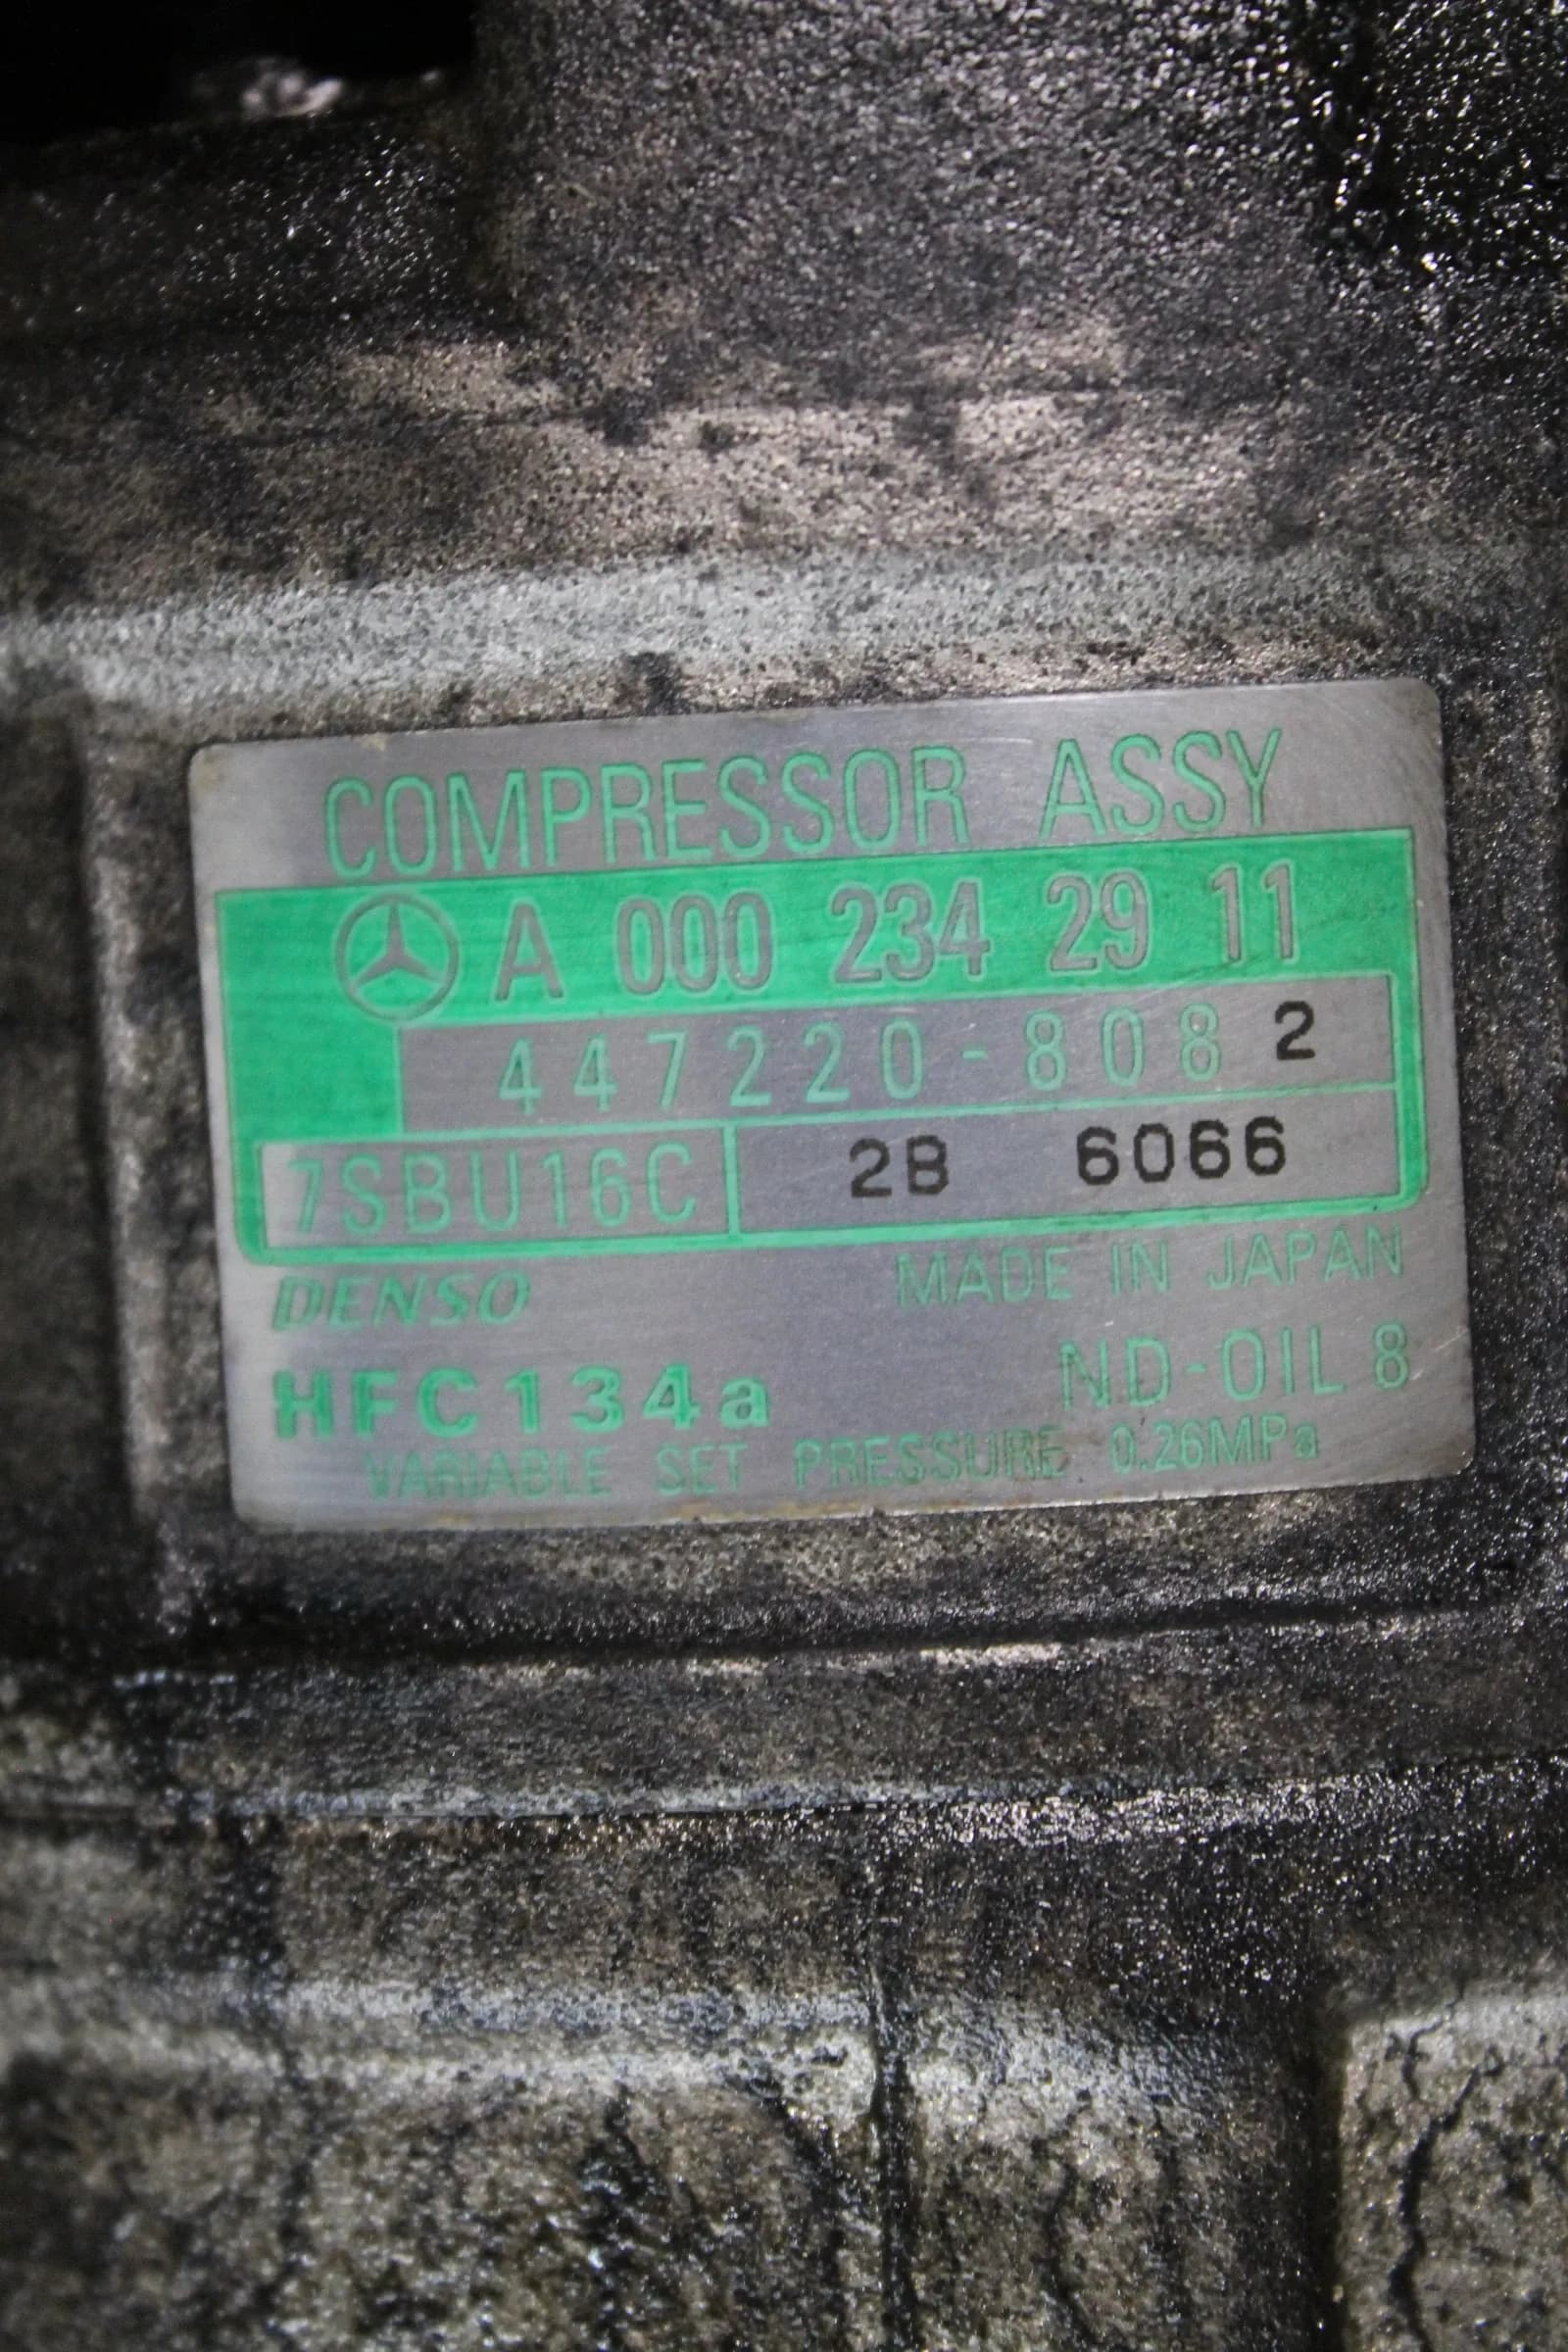 COMPRESSOR ASSY
A 000 234 29 11
447220-808 2
7SBU16C 2B 6066
DENSO MADE IN JAPAN
HFC134a ND-OIL 8
VARIABLE SET PRESSURE 0.26MPa